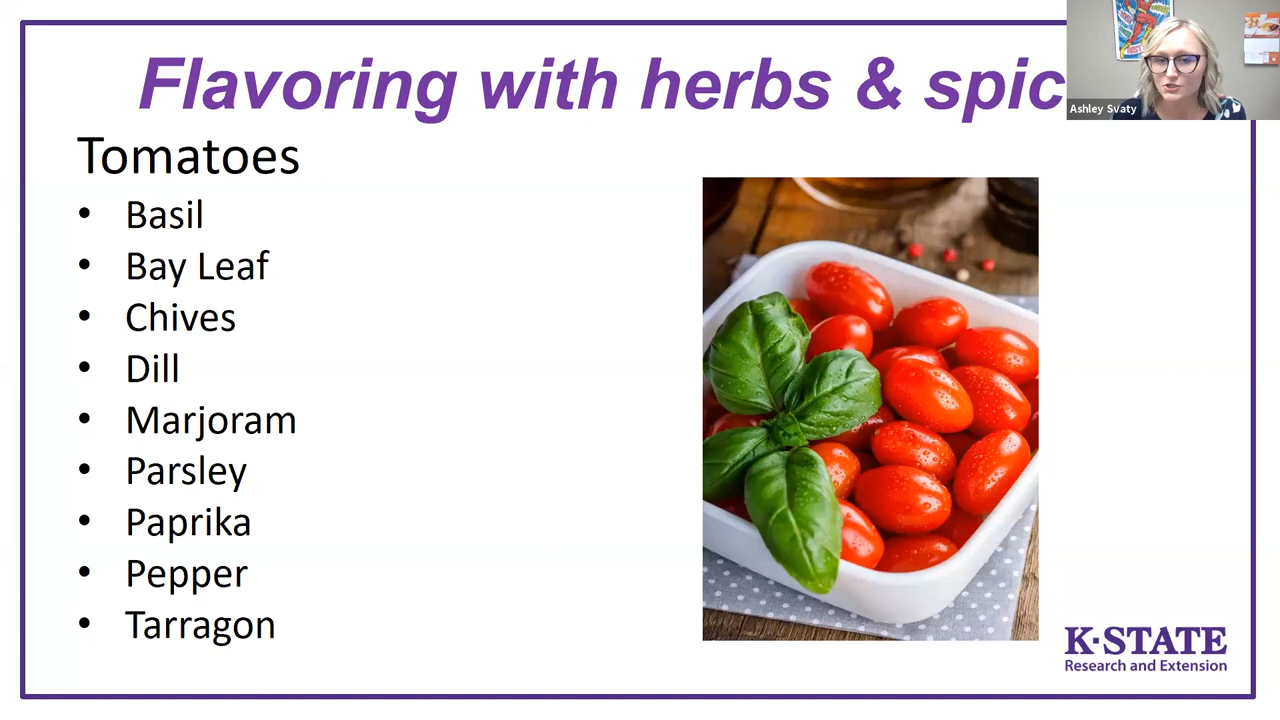 Flavoring with herbs & spic
Ashley Svaty
Tomatoes
• Basil
• Bay Leaf
• Chives
• Dill
• Marjoram
• Parsley
• Paprika
• Pepper
• Tarragon
K·STATE
Research and Extension